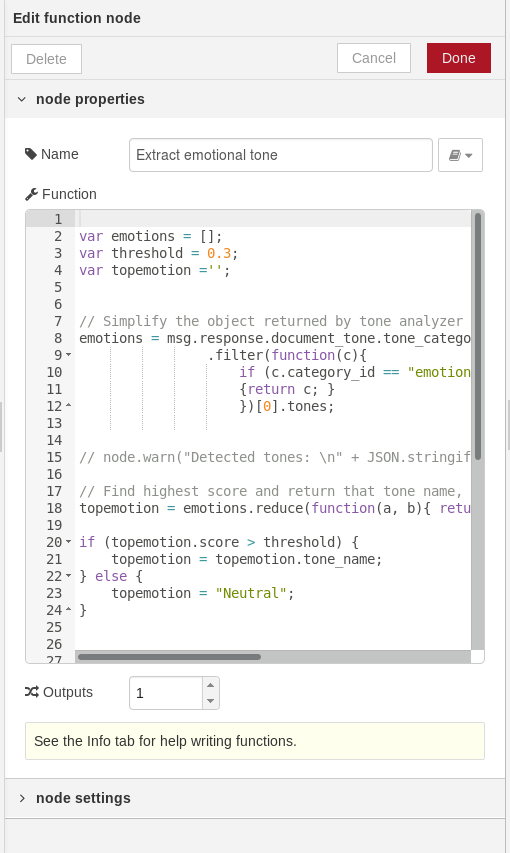 Edit function node
Delete Cancel Done
node properties
Name Extract emotional tone
Function
1
2 var emotions = [];
3 var threshold = 0.3;
4 var topemotion ='';
5
6
7 // Simplify the object returned by tone analyzer
8 emotions = msg.response.document_tone.tone_catego
9 .filter(function(c){
10 if (c.category_id == "emotion
11 {return c; }
12 })[0].tones;
13
14
15 // node.warn("Detected tones: \n" + JSON.stringif
16
17 // Find highest score and return that tone name,
18 topemotion = emotions.reduce(function(a, b){ retu
19
20 if (topemotion.score > threshold) {
21 topemotion = topemotion.tone_name;
22 } else {
23 topemotion = "Neutral";
24 }
25
26
27
Outputs 1
See the Info tab for help writing functions.
node settings